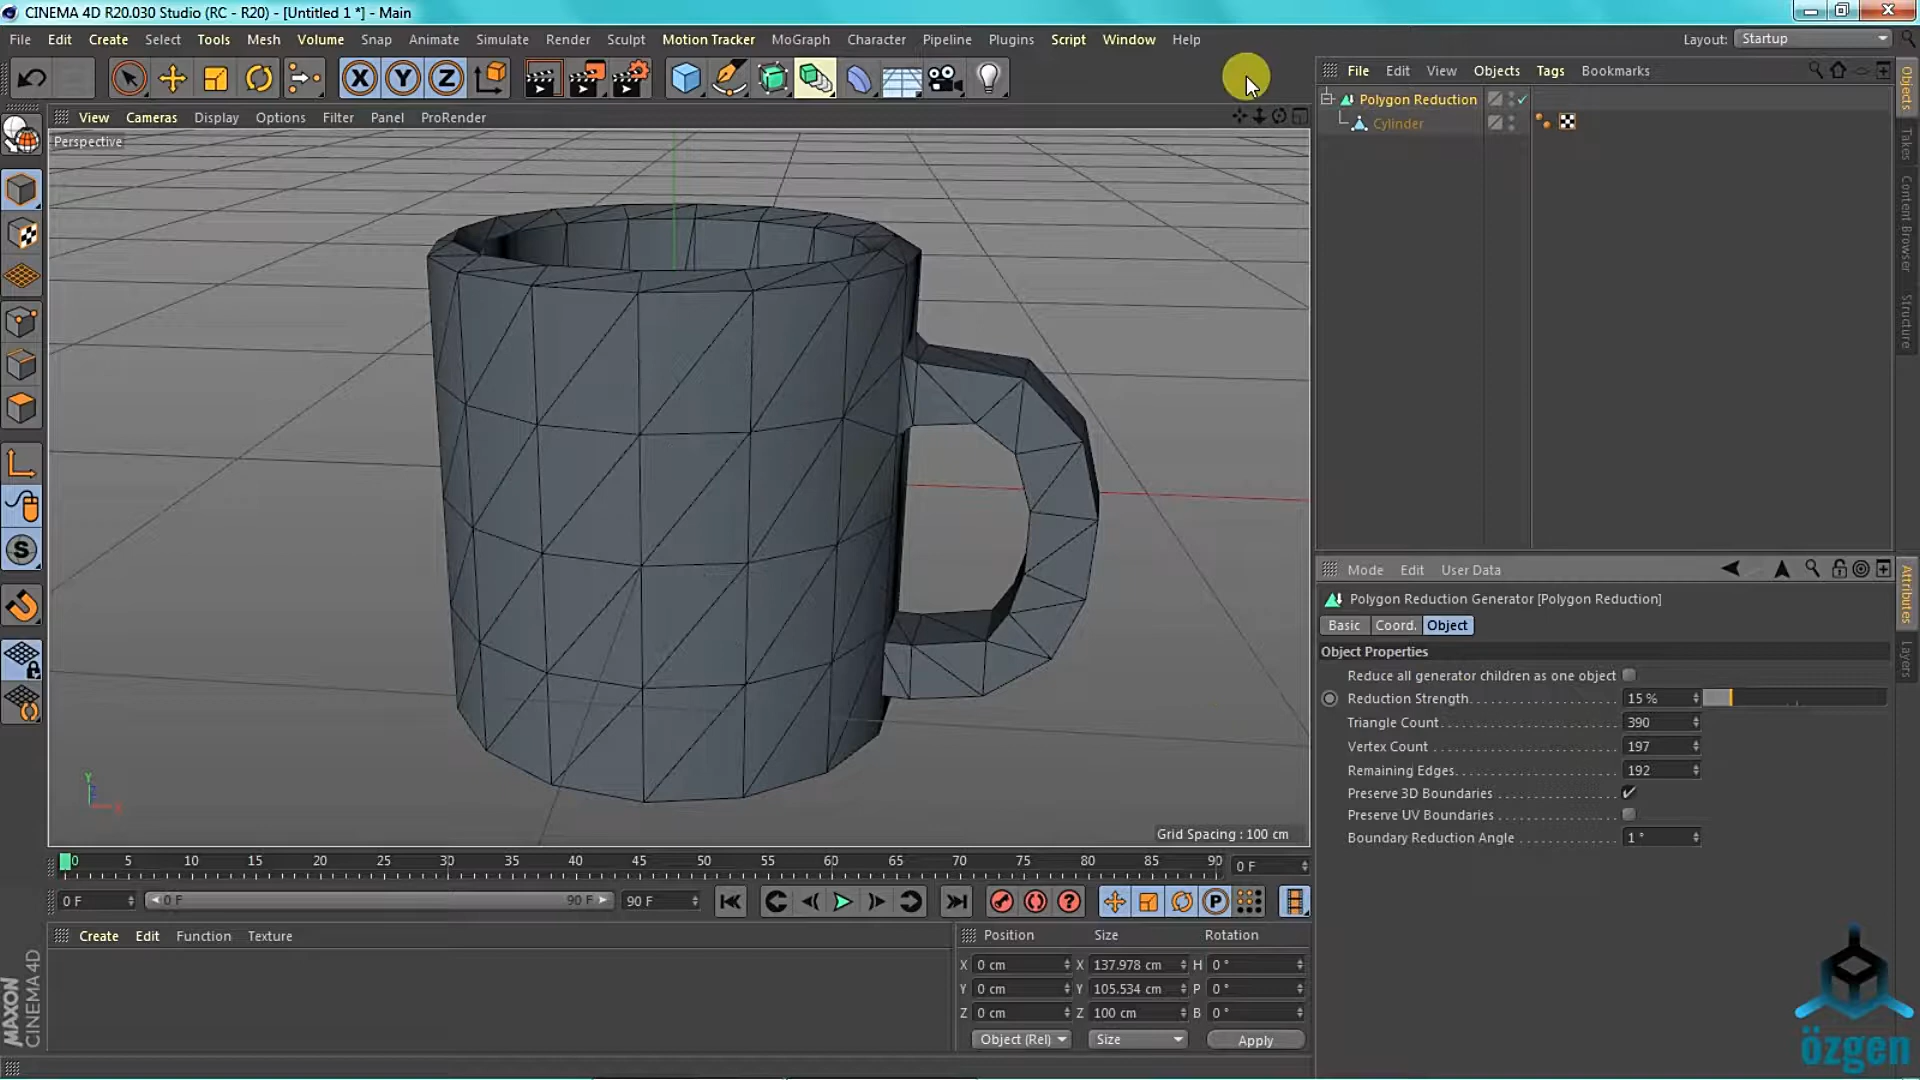 CINEMA 4D R20.030 Studio (RC - R20) - [Untitled 1 *] - Main
File Edit Create Select Tools Mesh Volume Snap Animate Simulate Render Sculpt Motion Tracker MoGraph Character Pipeline Plugins Script Window Help
Layout: Startup
X Y Z
File Edit View Objects Tags Bookmarks
Polygon Reduction
Cylinder
View Cameras Display Options Filter Panel ProRender
Perspective
Y
X
Grid Spacing : 100 cm
Objects
Takes
Content Browser
Structure
Mode Edit User Data
Polygon Reduction Generator [Polygon Reduction]
Basic Coord. Object
Object Properties
Reduce all generator children as one object
Reduction Strength 15 %
Triangle Count 390
Vertex Count 197
Remaining Edges 192
Preserve 3D Boundaries
Preserve UV Boundaries
Boundary Reduction Angle 1 °
Attributes
Layers
S
0 5 10 15 20 25 30 35 40 45 50 55 60 65 70 75 80 85 90 0 F
0 F 0 F 90 F 90 F P
Create Edit Function Texture
Position Size Rotation
X 0 cm X 137.978 cm H 0 °
Y 0 cm Y 105.534 cm P 0 °
Z 0 cm Z 100 cm B 0 °
Object (Rel) Size Apply
MAXON
CINEMA 4D
özgen